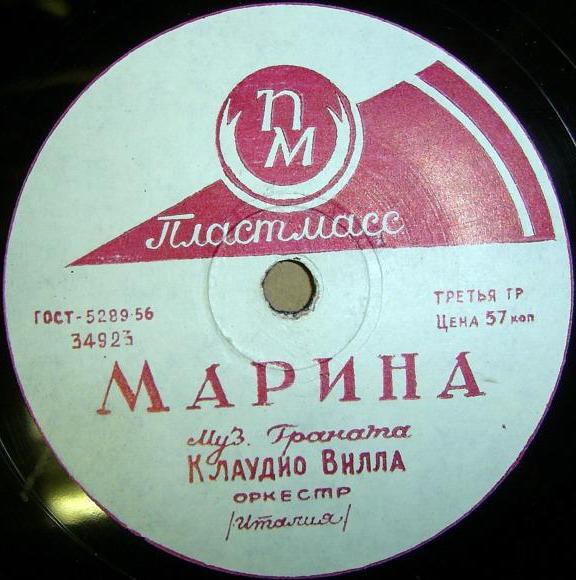 ПМ
Пластмасс
ГОСТ-5289-56
34923
ТРЕТЬЯ ГР
ЦЕНА 57 коп
МАРИНА
Муз. Граната
КЛАУДИО ВИЛЛА
ОРКЕСТР
/Италия/